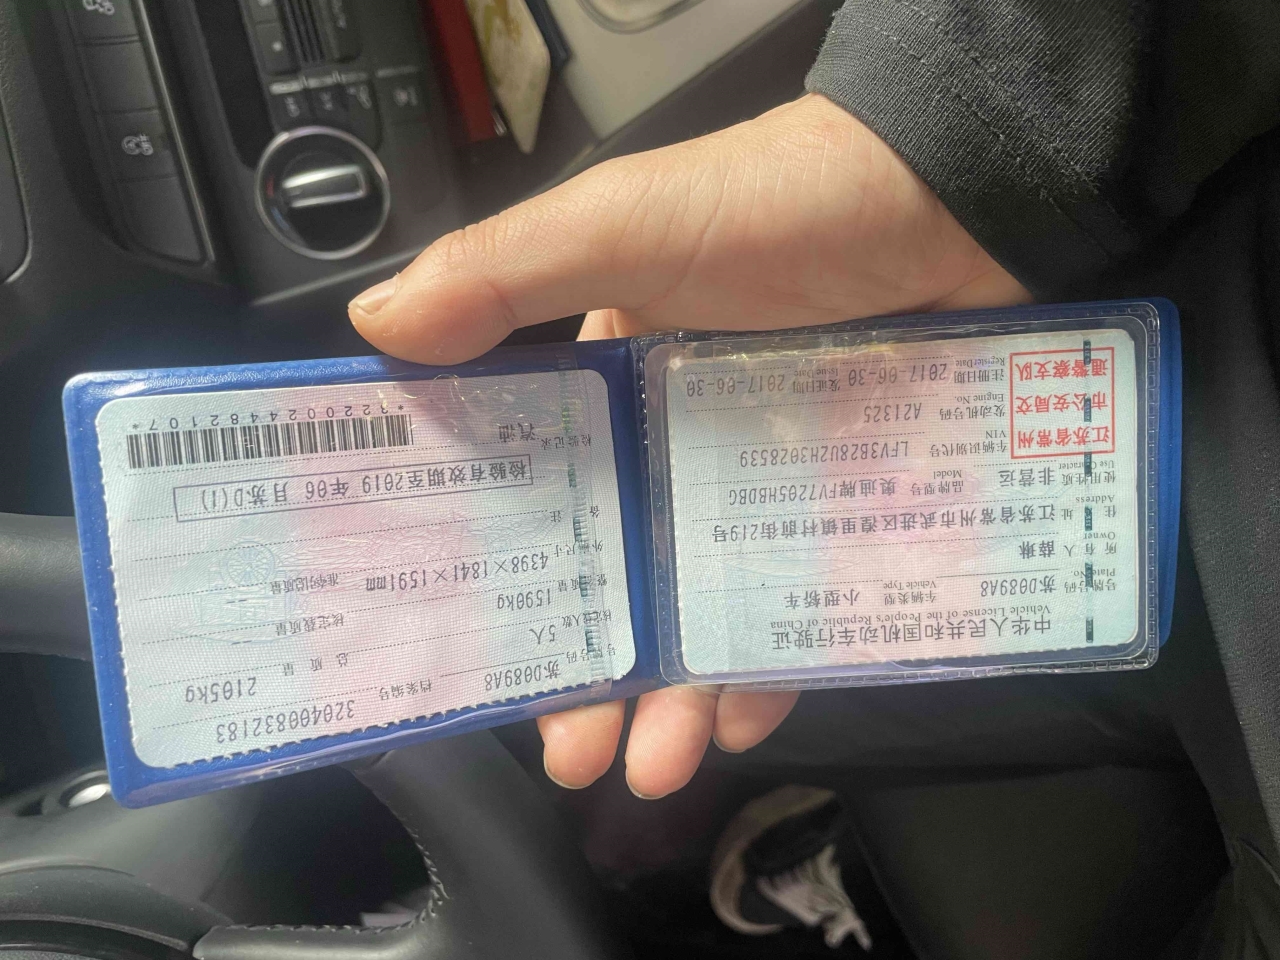 中华人民共和国机动车行驶证
Vehicle License of the People's Republic of China
号牌号码 苏D089A8 车辆类型 小型轿车
Plate No. Vehicle Type
所有人 薛琳
Owner
住址 江苏省常州市武进区湟里镇村前街219号
Address
使用性质 非营运 品牌型号 奥迪牌FV7205HBDBG
Use Character Model
江苏省常州
市公安局交
通警察支队
车辆识别代号 LFV3B28U2H3028539
VIN
发动机号码 A21325
Engine No.
注册日期 2017-06-30 发证日期 2017-06-30
Register Date Issue Date
号牌号码 苏D089A8 档案编号 320400832183
核定载人数 5人 总质量 2105kg
整备质量 1590kg 核定载质量
外廓尺寸 4398×1841×1591mm 准牵引总质量 --
备注
检验有效期至2019年06月苏D(1)
检验记录
汽油
*3220024482107*